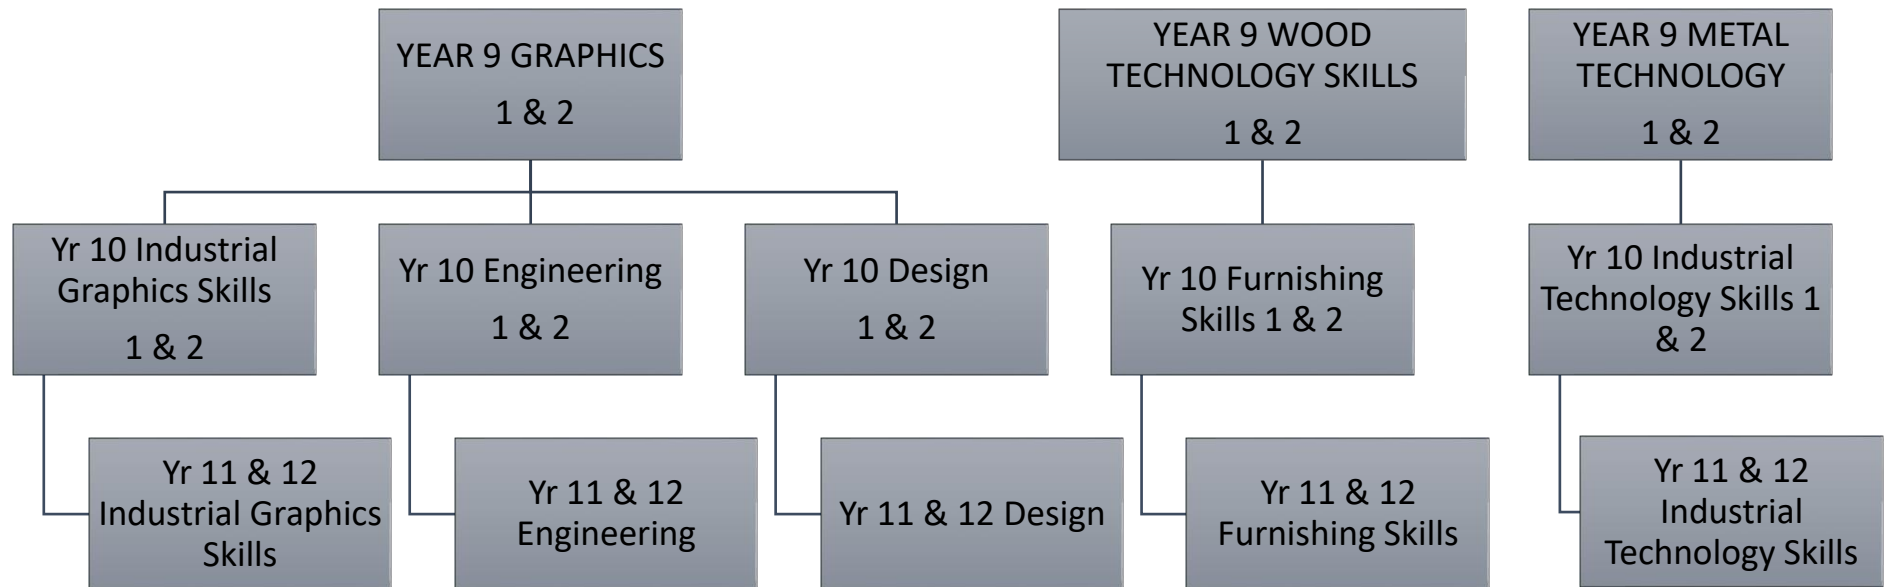 YEAR 9 GRAPHICS
1 & 2
YEAR 9 WOOD
TECHNOLOGY SKILLS
1 & 2
YEAR 9 METAL
TECHNOLOGY
1 & 2
Yr 10 Industrial
Graphics Skills
1 & 2
Yr 10 Engineering
1 & 2
Yr 10 Design
1 & 2
Yr 10 Furnishing
Skills 1 & 2
Yr 10 Industrial
Technology Skills 1
& 2
Yr 11 & 12
Industrial Graphics
Skills
Yr 11 & 12
Engineering
Yr 11 & 12 Design
Yr 11 & 12
Furnishing Skills
Yr 11 & 12
Industrial
Technology Skills